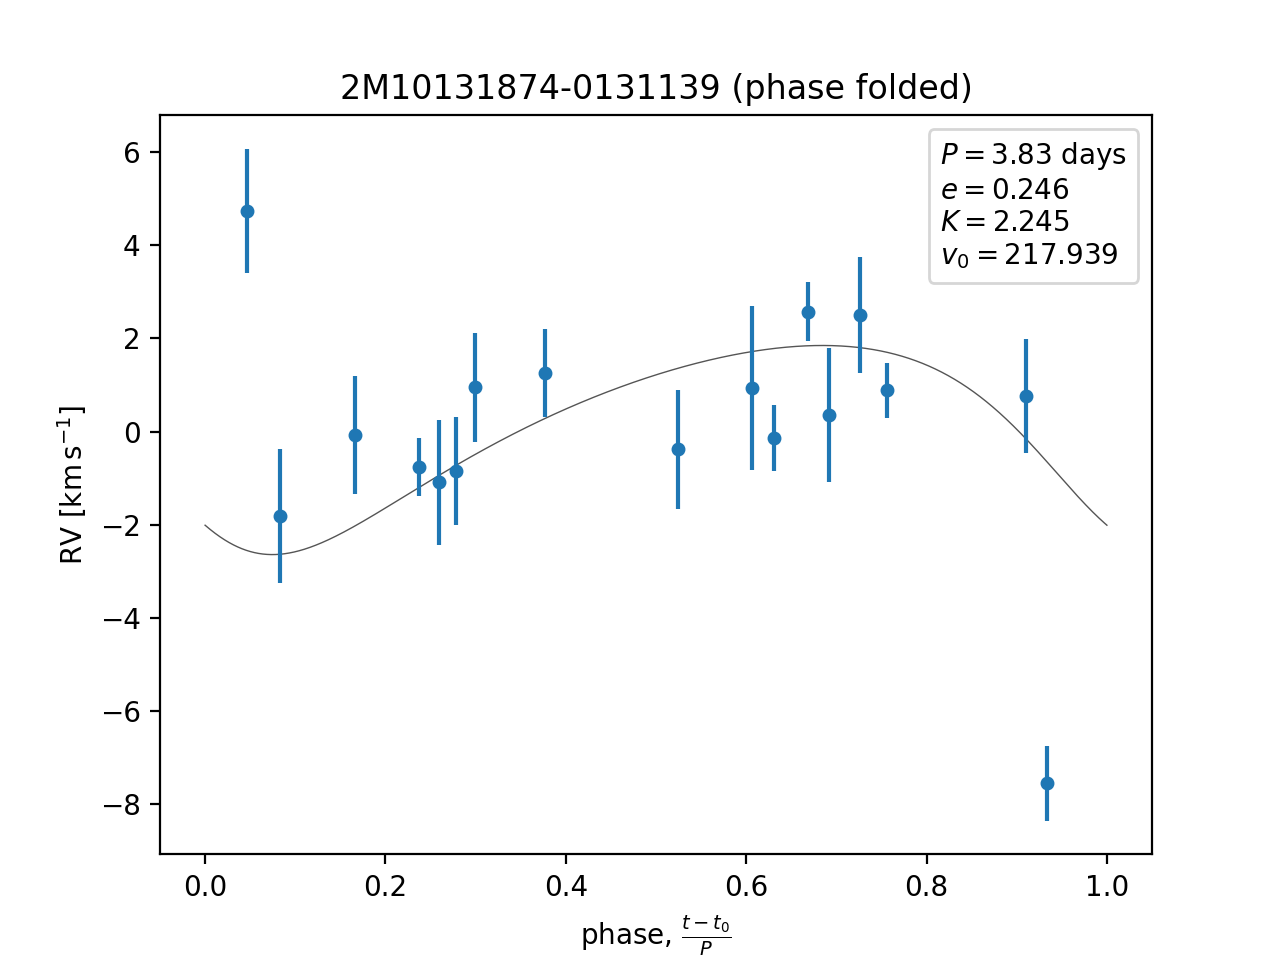 2M10131874-0131139 (phase folded)
P = 3.83 days
e = 0.246
K = 2.245
v₀ = 217.939
6
4
2
0
−2
−4
−6
−8
RV [km s⁻¹]
0.0 0.2 0.4 0.6 0.8 1.0
phase, (t − t₀)/P